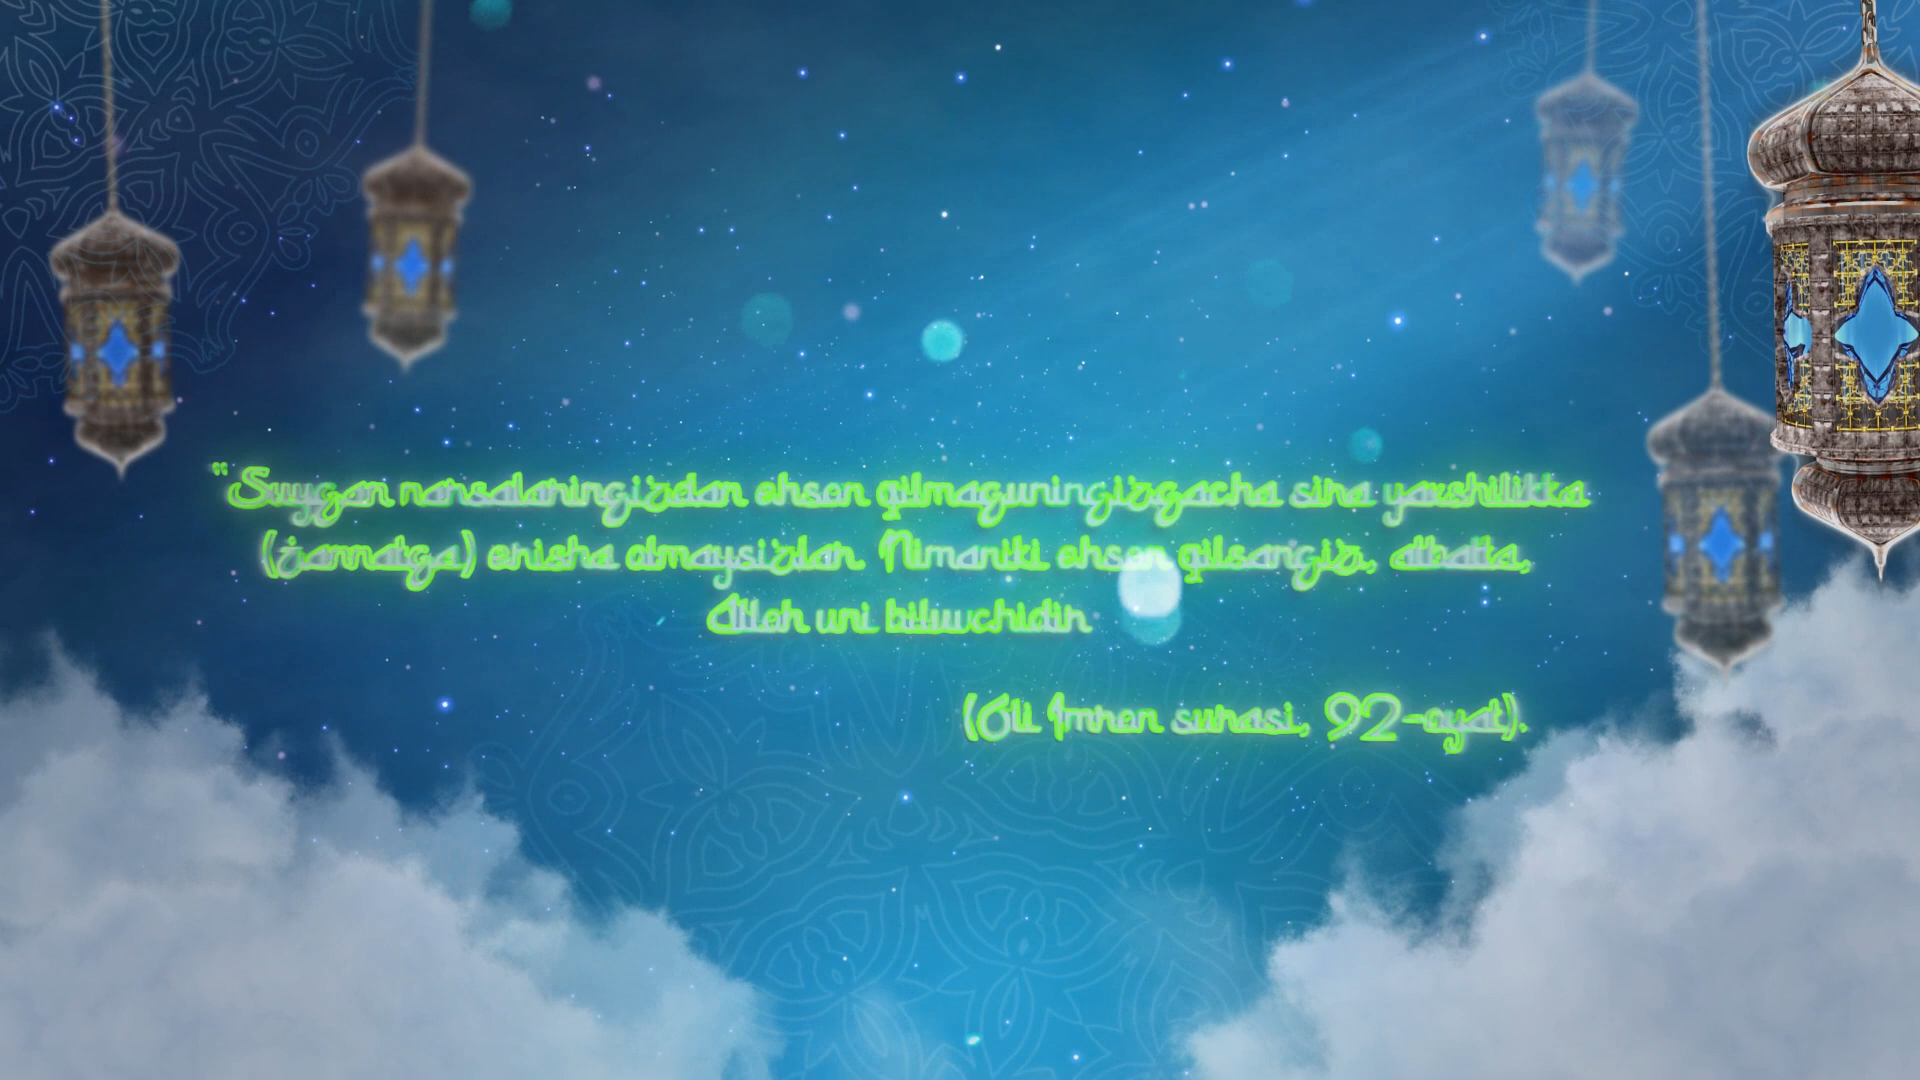 "Suygan narsalaringizdan ehson qilmaguningizgacha sira yaxshilikka
(jannatga) erisha olmaysizlar. Nimaniki ehson qilsangiz, albatta,
Alloh uni biluvchidir
(Oli Imron surasi, 92-oyat).